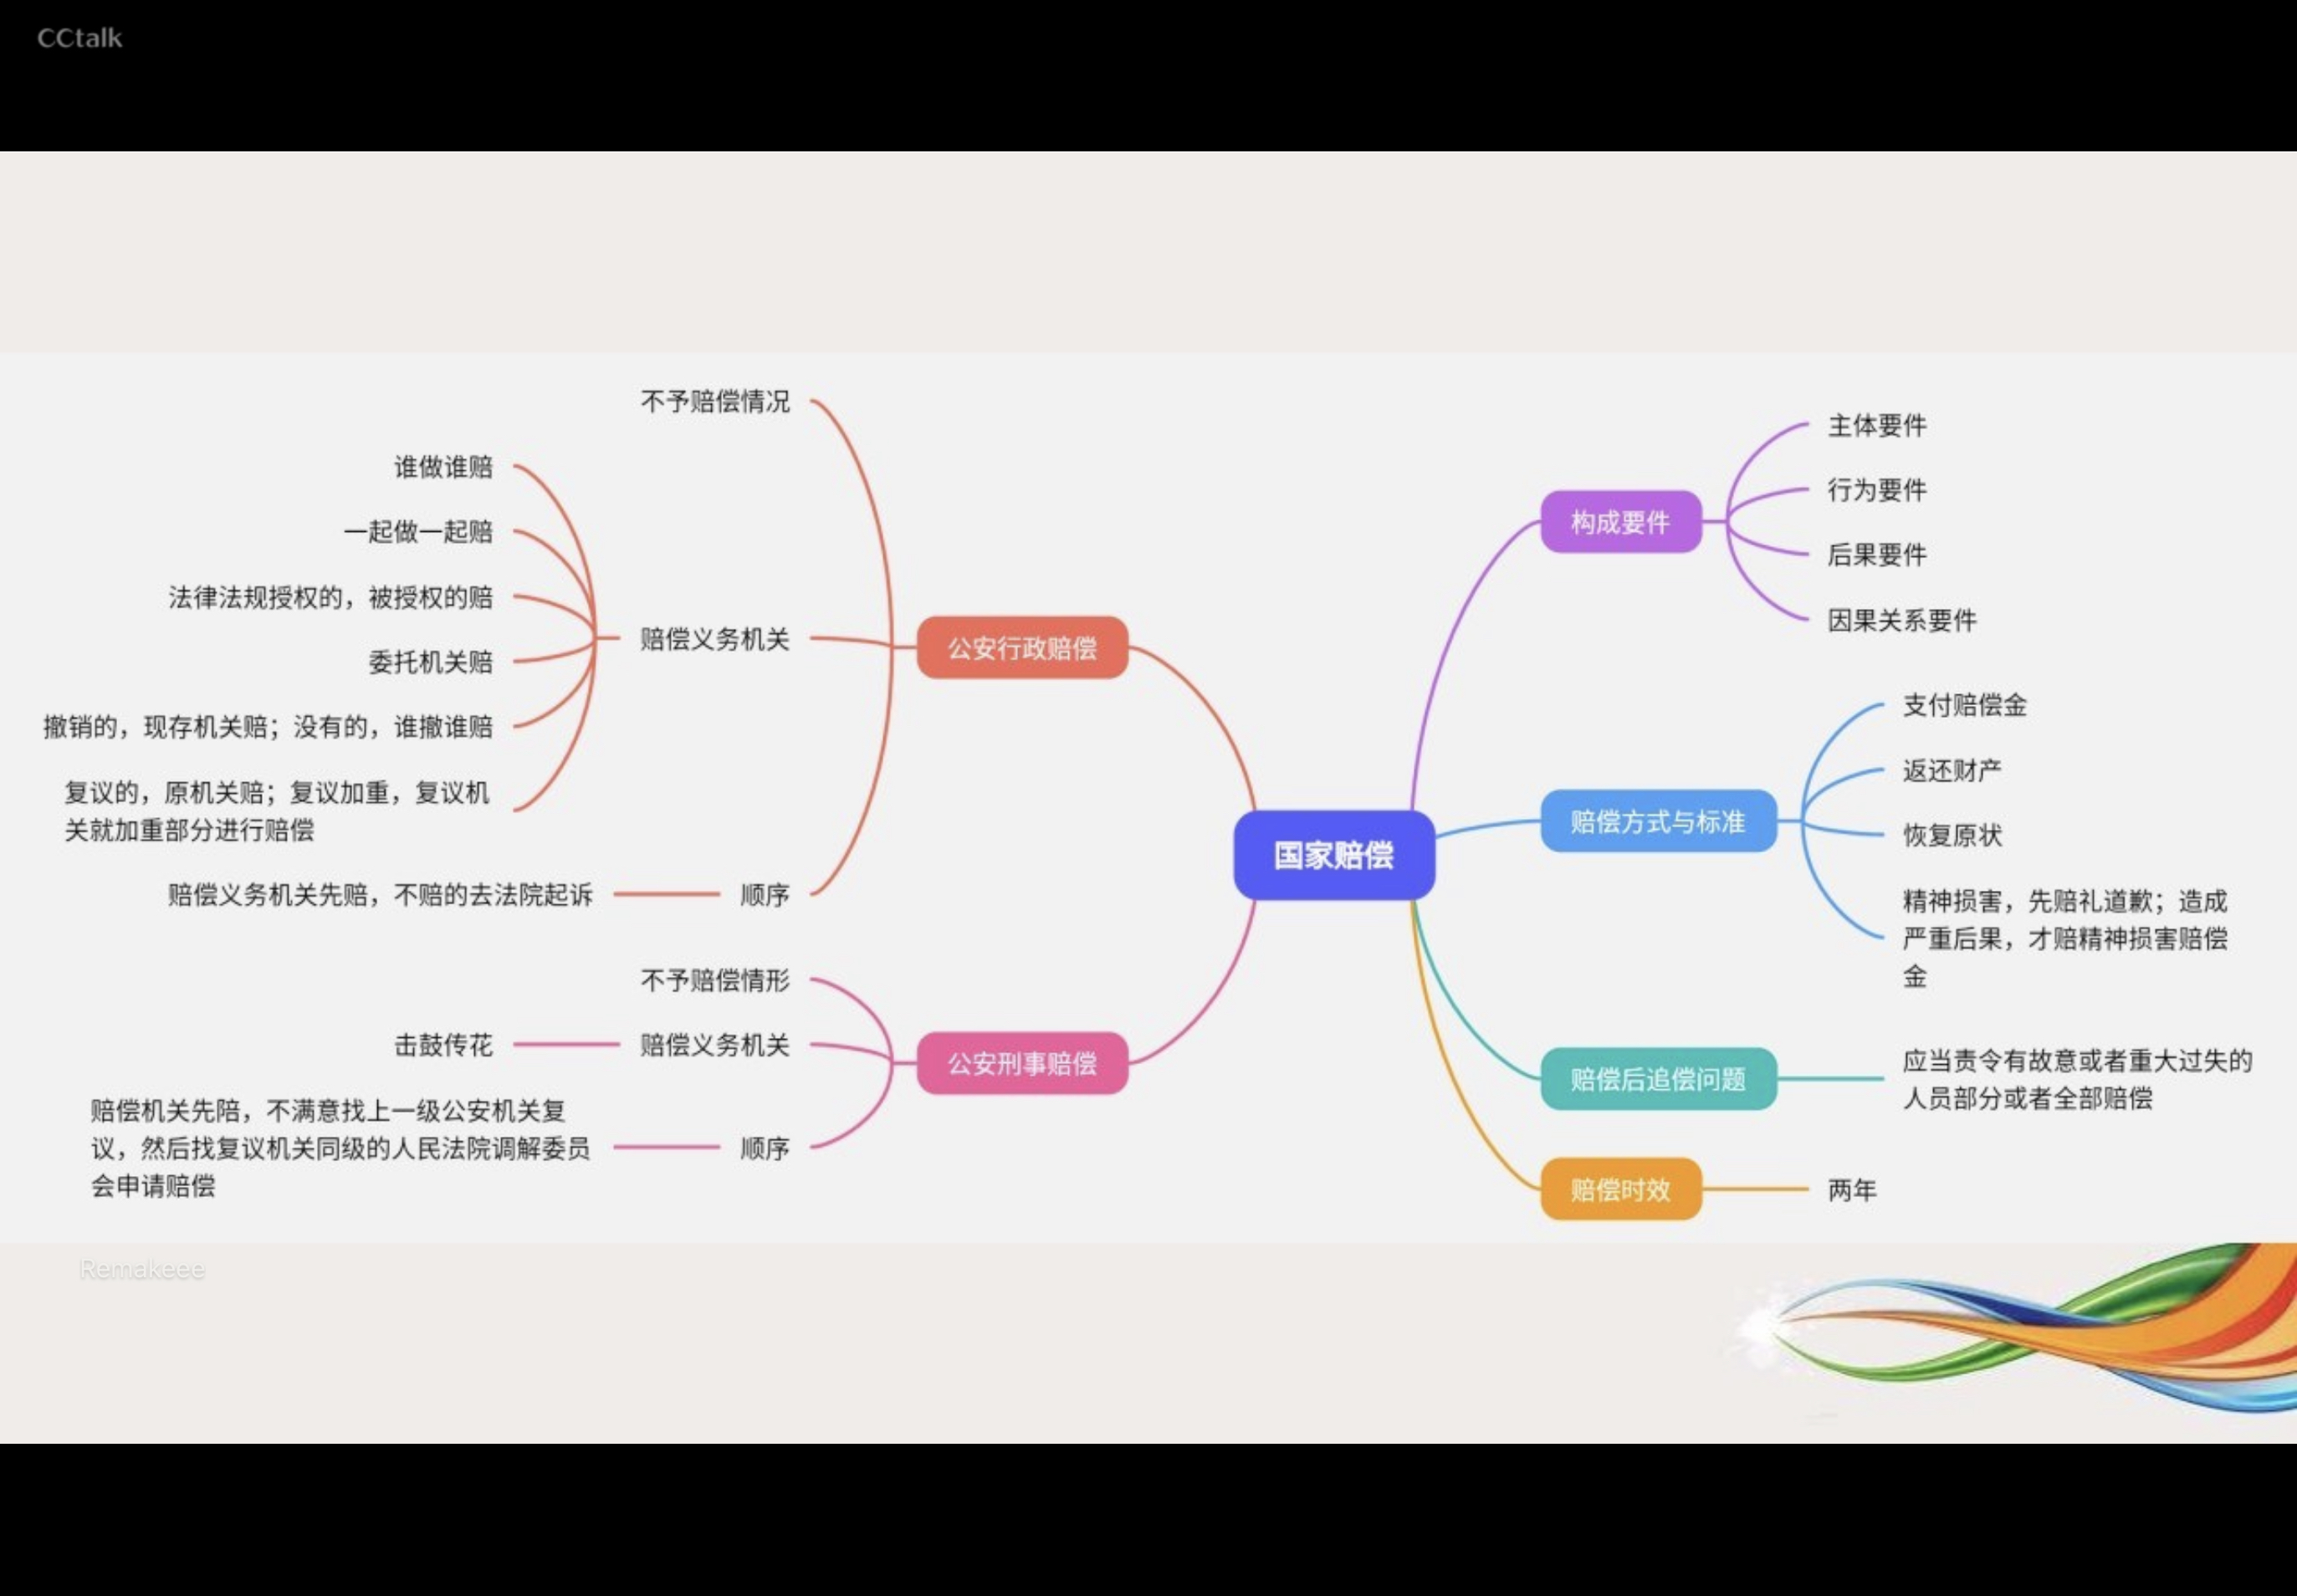 CCtalk
不予赔偿情况
谁做谁赔
一起做一起赔
法律法规授权的，被授权的赔
委托机关赔
撤销的，现存机关赔；没有的，谁撤谁赔
复议的，原机关赔；复议加重，复议机
关就加重部分进行赔偿
赔偿义务机关
公安行政赔偿
赔偿义务机关先赔，不赔的去法院起诉
顺序
不予赔偿情形
击鼓传花
赔偿义务机关
公安刑事赔偿
赔偿机关先陪，不满意找上一级公安机关复
议，然后找复议机关同级的人民法院调解委员
会申请赔偿
顺序
国家赔偿
构成要件
主体要件
行为要件
后果要件
因果关系要件
赔偿方式与标准
支付赔偿金
返还财产
恢复原状
精神损害，先赔礼道歉；造成
严重后果，才赔精神损害赔偿
金
赔偿后追偿问题
应当责令有故意或者重大过失的
人员部分或者全部赔偿
赔偿时效
两年
Remakeee